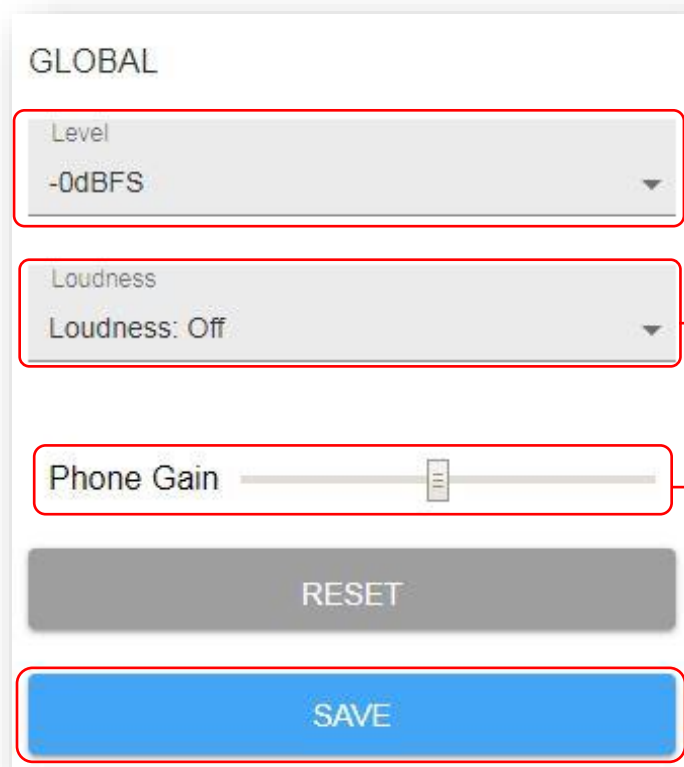 GLOBAL
Level
-0dBFS
Loudness
Loudness: Off
Phone Gain
RESET
SAVE